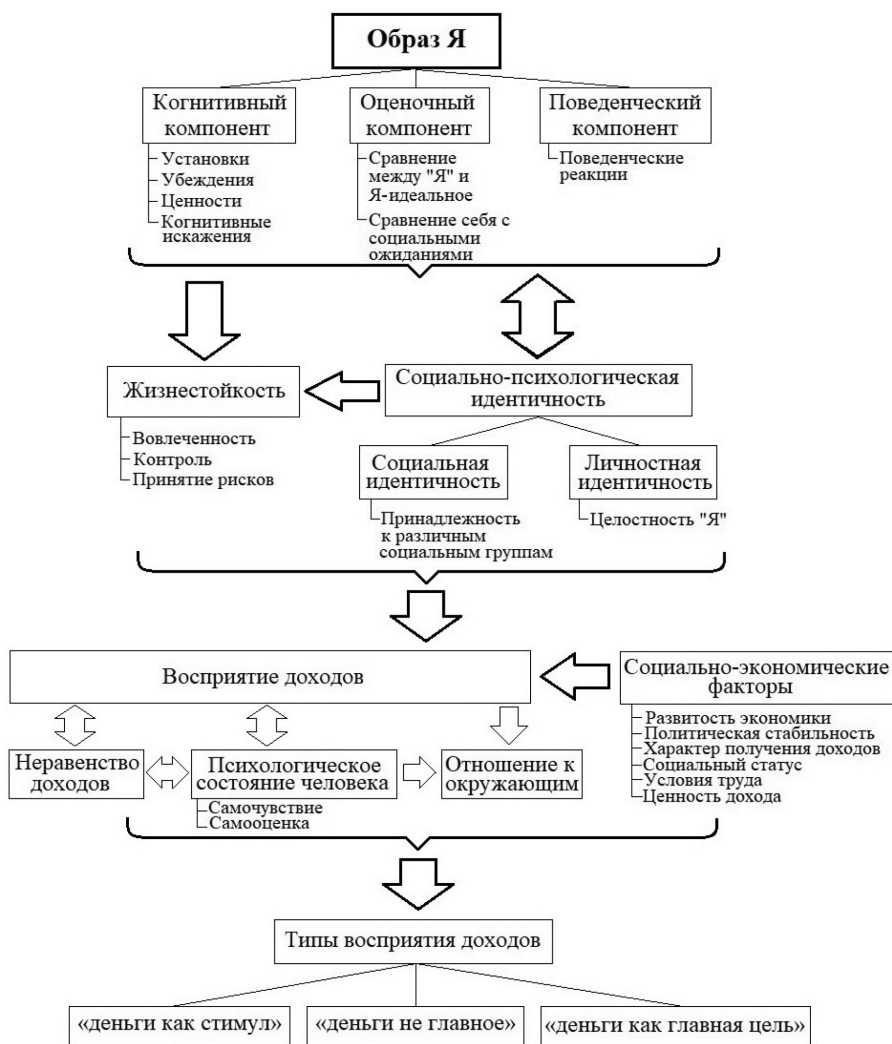 Образ Я
Когнитивный
компонент
Установки
Убеждения
Ценности
Когнитивные
искажения
Оценочный
компонент
Сравнение
между "Я" и
Я-идеальное
Сравнение себя с
социальными
ожиданиями
Поведенческий
компонент
Поведенческие
реакции
Жизнестойкость
Вовлеченность
Контроль
Принятие рисков
Социально-психологическая
идентичность
Социальная
идентичность
Принадлежность
к различным
социальным группам
Личностная
идентичность
Целостность "Я"
Восприятие доходов
Социально-экономические
факторы
Развитость экономики
Политическая стабильность
Характер получения доходов
Социальный статус
Условия труда
Ценность дохода
Неравенство
доходов
Психологическое
состояние человека
Самочувствие
Самооценка
Отношение к
окружающим
Типы восприятия доходов
«деньги как стимул»
«деньги не главное»
«деньги как главная цель»